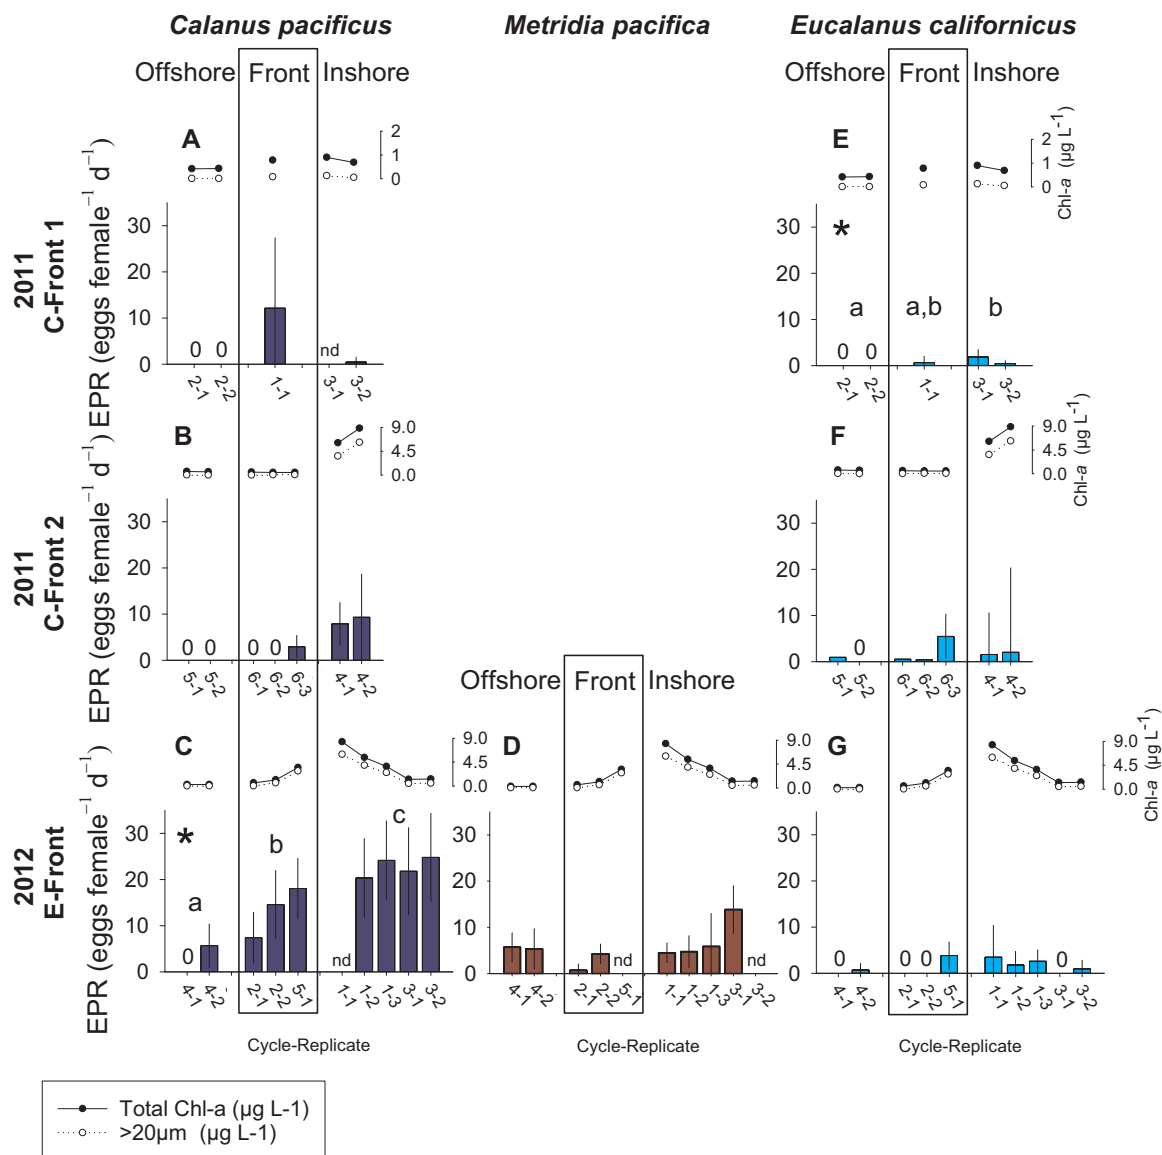 Calanus pacificus Metridia pacifica Eucalanus californicus
Offshore Front Inshore Offshore Front Inshore
2011
C-Front 1
EPR (eggs female⁻¹ d⁻¹)
A
2
1
0
30
20
10
0
0 0 nd
2-1 2-2 1-1 3-1 3-2
E
2
1
0
Chl-a (µg L⁻¹)
30
20
10
0
*
a a,b b
0 0
2-1 2-2 1-1 3-1 3-2
2011
C-Front 2
EPR (eggs female⁻¹ d⁻¹)
B
9.0
4.5
0.0
30
20
10
0
0 0 0 0
5-1 5-2 6-1 6-2 6-3 4-1 4-2
F
9.0
4.5
0.0
Chl-a (µg L⁻¹)
30
20
10
0
0
5-1 5-2 6-1 6-2 6-3 4-1 4-2
Offshore Front Inshore
2012
E-Front
EPR (eggs female⁻¹ d⁻¹)
C
9.0
4.5
0.0
30
20
10
0
*
a b c
0 nd
4-1 4-2 2-1 2-2 5-1 1-1 1-2 1-3 3-1 3-2
Cycle-Replicate
D
9.0
4.5
0.0
30
20
10
0
nd nd
4-1 4-2 2-1 2-2 5-1 1-1 1-2 1-3 3-1 3-2
G
9.0
4.5
0.0
Chl-a (µg L⁻¹)
30
20
10
0
0 0 0 0
4-1 4-2 2-1 2-2 5-1 1-1 1-2 1-3 3-1 3-2
Cycle-Replicate
Total Chl-a (µg L-1)
>20µm (µg L-1)